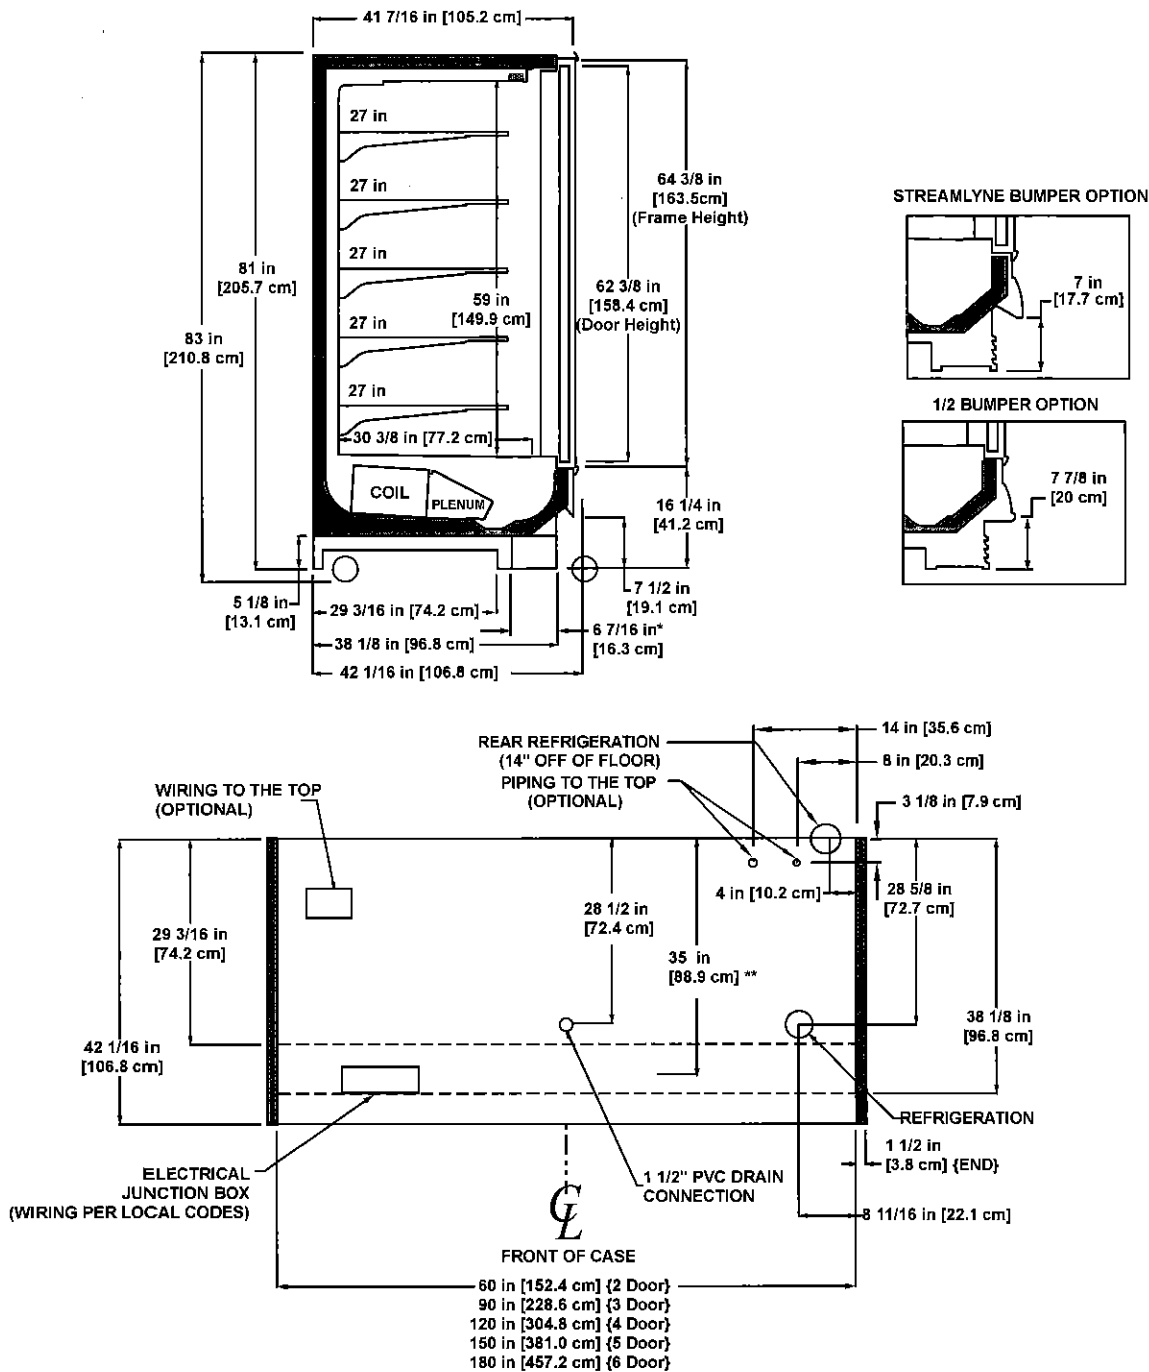 41 7/16 in [105.2 cm]
27 in
27 in
27 in
27 in
27 in
81 in
[205.7 cm]
83 in
[210.8 cm]
59 in
[149.9 cm]
64 3/8 in
[163.5cm]
(Frame Height)
62 3/8 in
[158.4 cm]
(Door Height)
30 3/8 in [77.2 cm]
COIL
PLENUM
16 1/4 in
[41.2 cm]
5 1/8 in
[13.1 cm]
29 3/16 in [74.2 cm]
7 1/2 in
[19.1 cm]
38 1/8 in [96.8 cm]
6 7/16 in*
[16.3 cm]
42 1/16 in [106.8 cm]
STREAMLYNE BUMPER OPTION
7 in
[17.7 cm}
1/2 BUMPER OPTION
7 7/8 in
[20 cm]
14 in [35.6 cm]
REAR REFRIGERATION
(14" OFF OF FLOOR)
8 in [20.3 cm]
PIPING TO THE TOP
(OPTIONAL)
WIRING TO THE TOP
(OPTIONAL)
3 1/8 in [7.9 cm]
4 in [10.2 cm]
28 5/8 in
[72.7 cm]
28 1/2 in
[72.4 cm]
29 3/16 in
[74.2 cm]
35 in
[88.9 cm] **
38 1/8 in
[96.8 cm]
42 1/16 in
[106.8 cm]
REFRIGERATION
1 1/2 in
[3.8 cm] {END}
ELECTRICAL
JUNCTION BOX
(WIRING PER LOCAL CODES)
1 1/2" PVC DRAIN
CONNECTION
8 11/16 in [22.1 cm]
CL
FRONT OF CASE
60 in [152.4 cm] {2 Door}
90 in [228.6 cm] {3 Door}
120 in [304.8 cm] {4 Door}
150 in [381.0 cm] {5 Door}
180 in [457.2 cm] {6 Door}